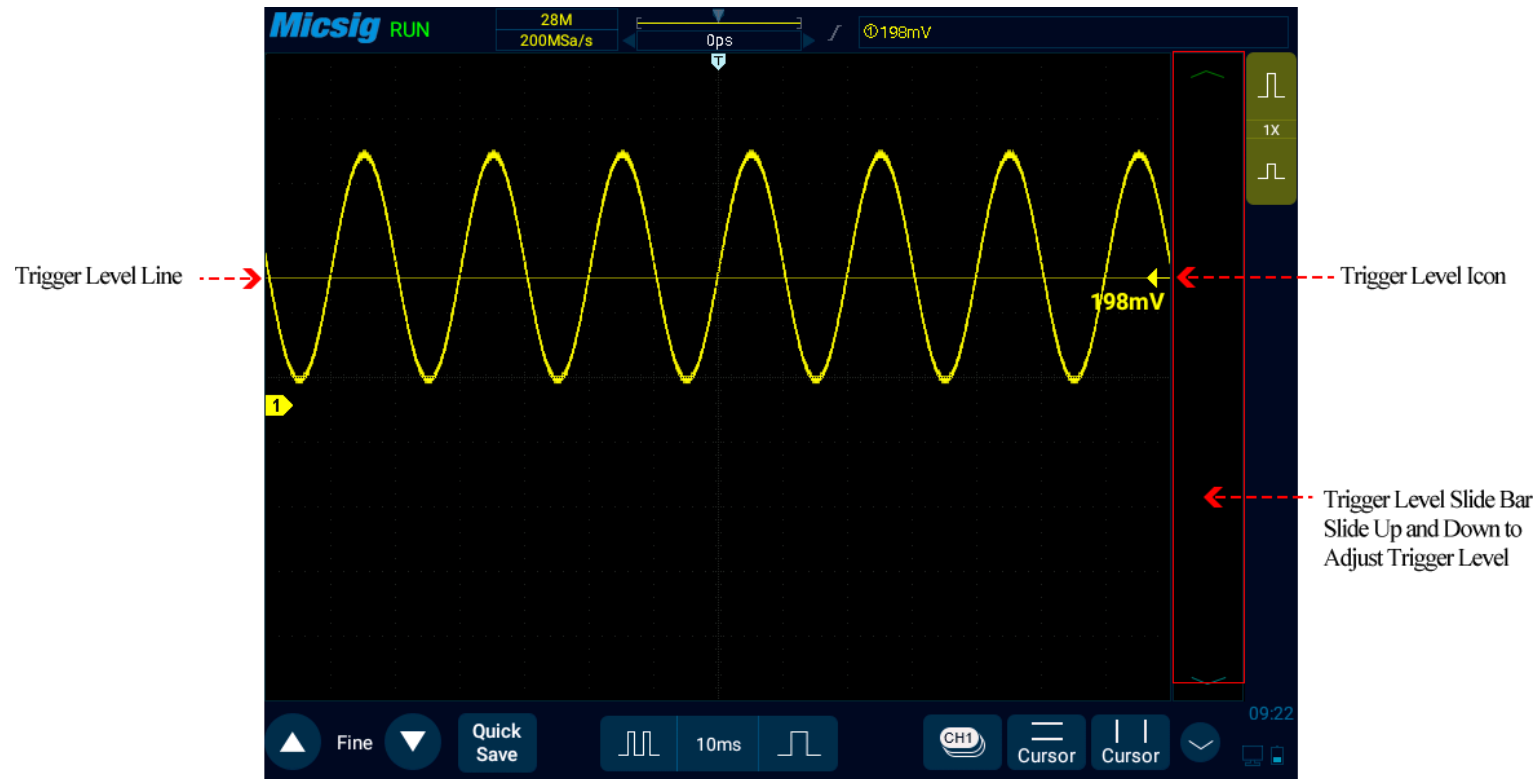 Micsig RUN
28M
200MSa/s
0ps
①198mV
T
1X
Trigger Level Line
Trigger Level Icon
198mV
1
Trigger Level Slide Bar
Slide Up and Down to
Adjust Trigger Level
09:22
Fine
Quick
Save
10ms
CH1
Cursor
Cursor